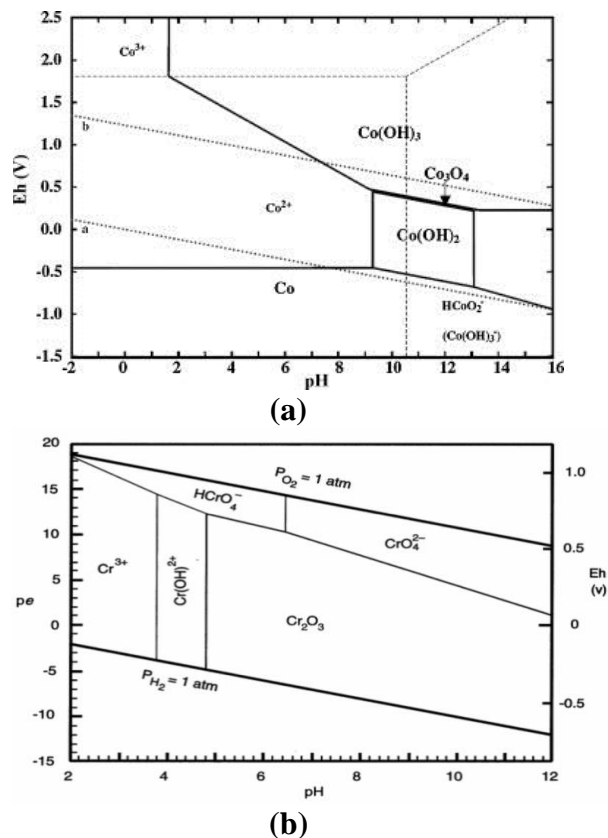 2.5
2.0
1.5
1.0
0.5
0.0
-0.5
-1.0
-1.5
Eh (V)
Co³⁺
b
Co(OH)₃
Co₃O₄
Co²⁺
Co(OH)₂
a
Co
HCoO₂⁻
(Co(OH)₃⁻)
-2 0 2 4 6 8 10 12 14 16
pH
(a)
20
15
10
5
0
-5
-10
-15
pe
P_O₂ = 1 atm
HCrO₄⁻
CrO₄²⁻
Cr³⁺
Cr(OH)²⁺
Cr₂O₃
P_H₂ = 1 atm
1.0
0.5
Eh
(v)
0
-0.5
2 4 6 8 10 12
pH
(b)